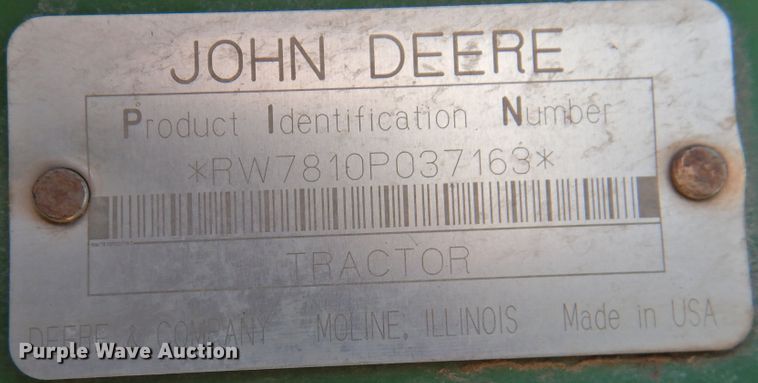 JOHN DEERE
Product Identification Number
*RW7810P037163*
TRACTOR
DEERE & COMPANY MOLINE, ILLINOIS Made in USA
Purple Wave Auction